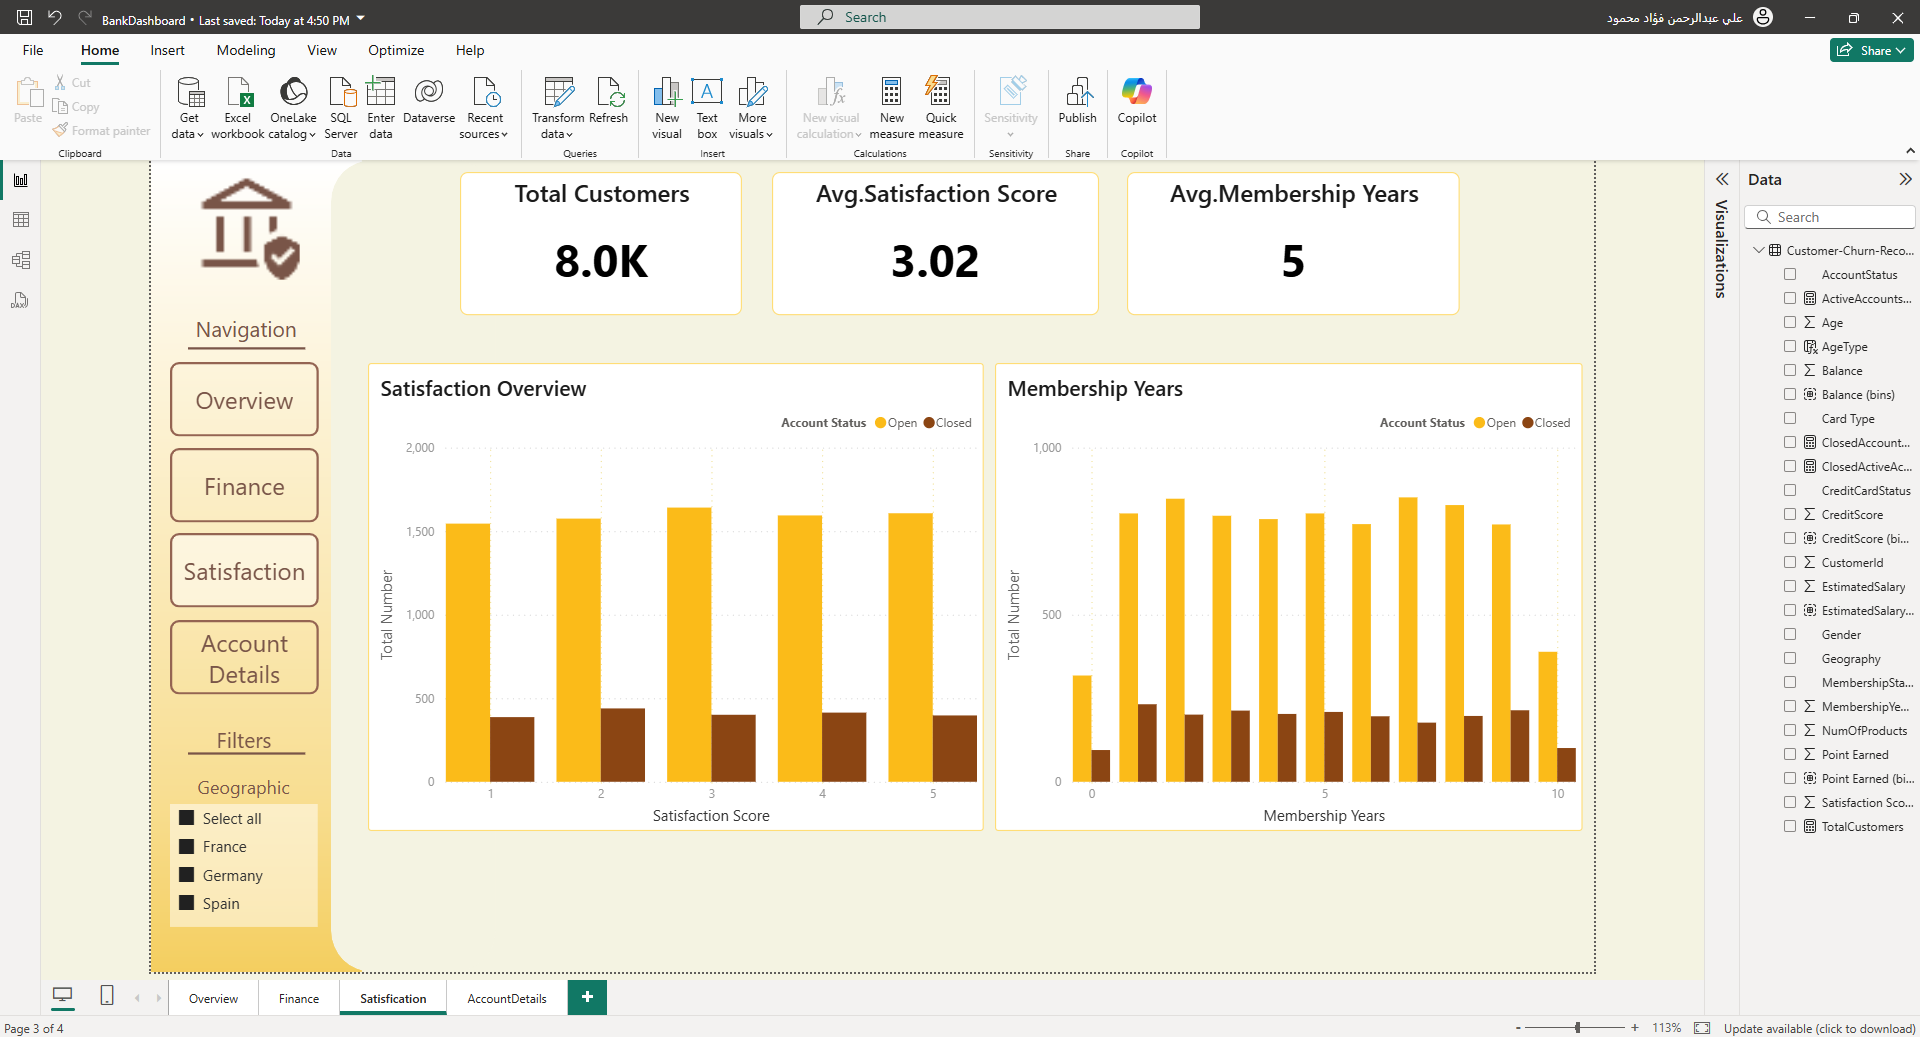 BankDashboard • Last saved: Today at 4:50 PM
Search
علي عبدالرحمن فؤاد محمود
File
Home
Insert
Modeling
View
Optimize
Help
Share
Paste
Cut
Copy
Format painter
Clipboard
Get
data
Excel
workbook
OneLake
catalog
SQL
Server
Enter
data
Dataverse
Recent
sources
Data
Transform
data
Refresh
Queries
New
visual
Text
box
More
visuals
Insert
New visual
calculation
New
measure
Quick
measure
Calculations
Sensitivity
Sensitivity
Publish
Share
Copilot
Copilot
Navigation
Overview
Finance
Satisfaction
Account
Details
Filters
Geographic
Select all
France
Germany
Spain
Total Customers
8.0K
Avg.Satisfaction Score
3.02
Avg.Membership Years
5
Satisfaction Overview
Account Status Open Closed
2,000
1,500
1,000
500
0
Total Number
1 2 3 4 5
Satisfaction Score
Membership Years
Account Status Open Closed
1,000
500
0
Total Number
0 5 10
Membership Years
Visualizations
Data
Search
Customer-Churn-Reco...
AccountStatus
ActiveAccounts...
Age
AgeType
Balance
Balance (bins)
Card Type
ClosedAccount...
ClosedActiveAc...
CreditCardStatus
CreditScore
CreditScore (bi...
CustomerId
EstimatedSalary
EstimatedSalary...
Gender
Geography
MembershipSta...
MembershipYe...
NumOfProducts
Point Earned
Point Earned (bi...
Satisfaction Sco...
TotalCustomers
Overview
Finance
Satisfication
AccountDetails
+
Page 3 of 4
- + 113%
Update available (click to download)